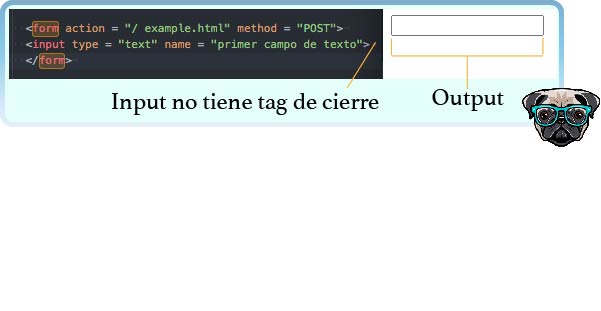 <form action = "/ example.html" method = "POST">
<input type = "text" name = "primer campo de texto">
</form>
Input no tiene tag de cierre
Output